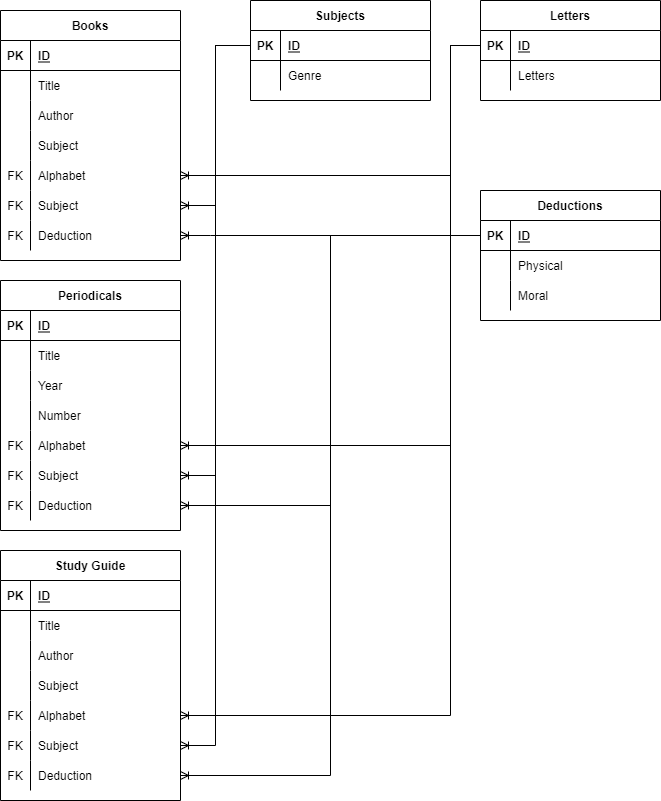 Books
PK ID
Title
Author
Subject
FK Alphabet
FK Subject
FK Deduction
Subjects
PK ID
Genre
Letters
PK ID
Letters
Deductions
PK ID
Physical
Moral
Periodicals
PK ID
Title
Year
Number
FK Alphabet
FK Subject
FK Deduction
Study Guide
PK ID
Title
Author
Subject
FK Alphabet
FK Subject
FK Deduction